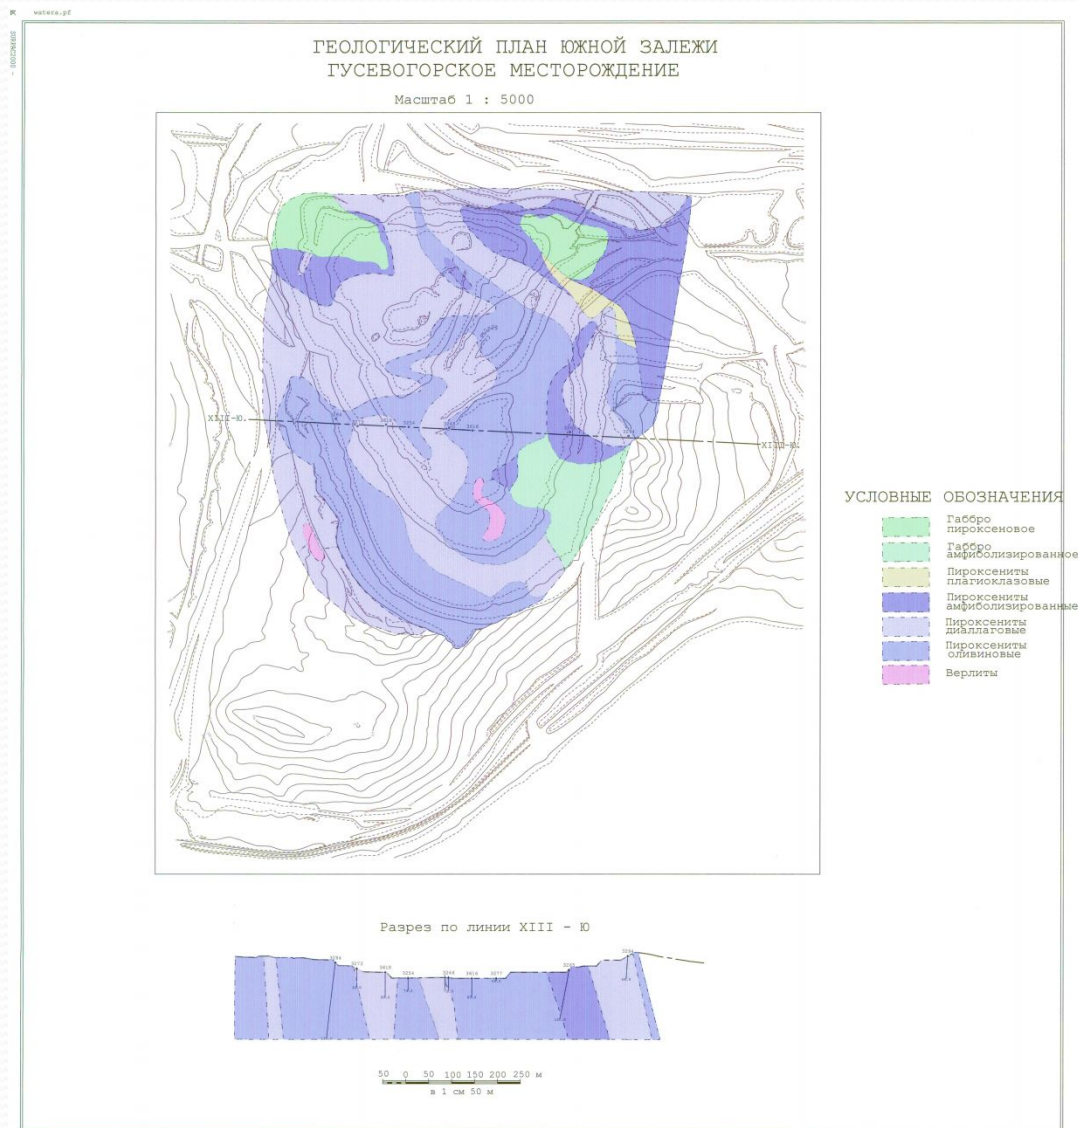 ГЕОЛОГИЧЕСКИЙ ПЛАН ЮЖНОЙ ЗАЛЕЖИ
ГУСЕВОГОРСКОЕ МЕСТОРОЖДЕНИЕ
Масштаб 1 : 5000
XIII-Ю.
XIII-Ю.
УСЛОВНЫЕ ОБОЗНАЧЕНИЯ
Габбро
пироксеновое
Габбро
амфиболизированное
Пироксениты
плагиоклазовые
Пироксениты
амфиболизированные
Пироксениты
диаллаговые
Пироксениты
оливиновые
Верлиты
Разрез по линии XIII - Ю
50 0 50 100 150 200 250 м
в 1 см 50 м